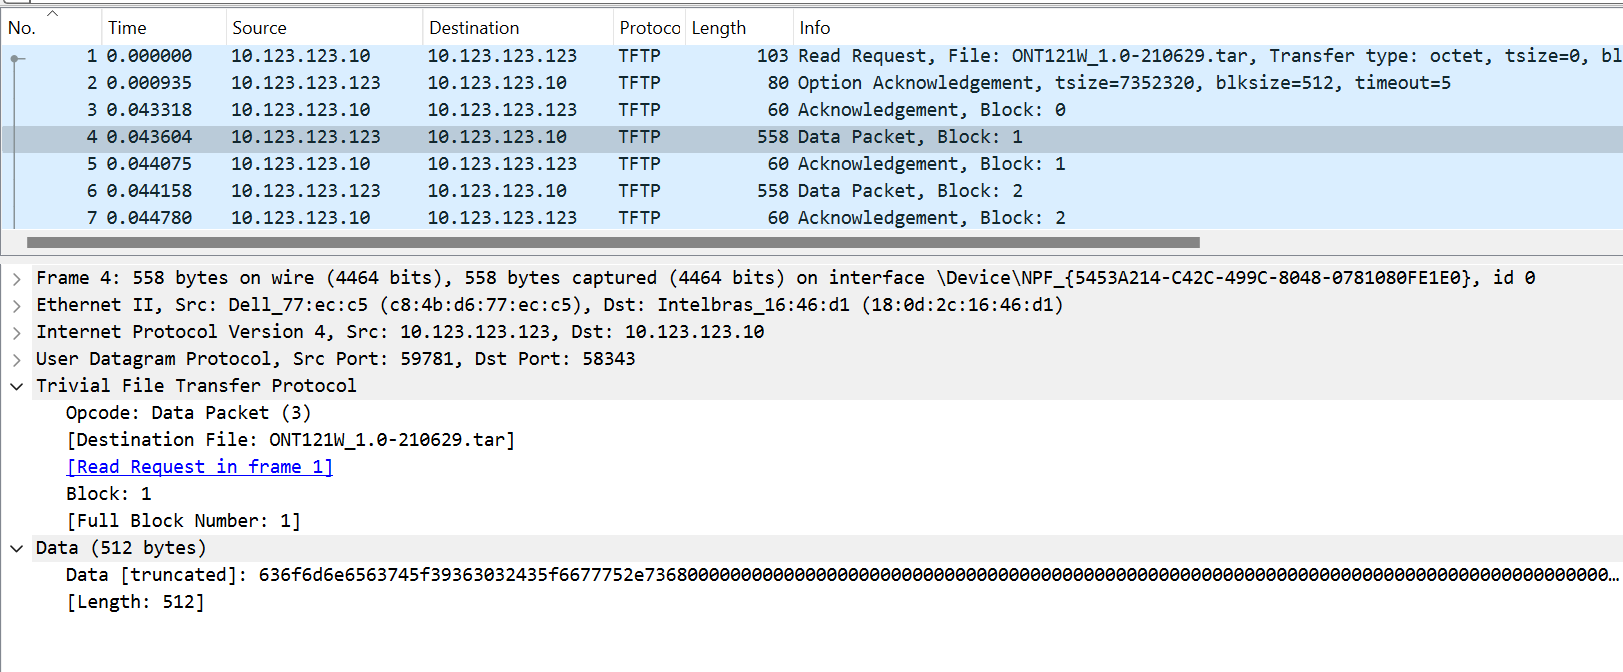 No. Time Source Destination Protoco Length Info
1 0.000000 10.123.123.10 10.123.123.123 TFTP 103 Read Request, File: ONT121W_1.0-210629.tar, Transfer type: octet, tsize=0, bl
2 0.000935 10.123.123.123 10.123.123.10 TFTP 80 Option Acknowledgement, tsize=7352320, blksize=512, timeout=5
3 0.043318 10.123.123.10 10.123.123.123 TFTP 60 Acknowledgement, Block: 0
4 0.043604 10.123.123.123 10.123.123.10 TFTP 558 Data Packet, Block: 1
5 0.044075 10.123.123.10 10.123.123.123 TFTP 60 Acknowledgement, Block: 1
6 0.044158 10.123.123.123 10.123.123.10 TFTP 558 Data Packet, Block: 2
7 0.044780 10.123.123.10 10.123.123.123 TFTP 60 Acknowledgement, Block: 2
Frame 4: 558 bytes on wire (4464 bits), 558 bytes captured (4464 bits) on interface \Device\NPF_{5453A214-C42C-499C-8048-0781080FE1E0}, id 0
Ethernet II, Src: Dell_77:ec:c5 (c8:4b:d6:77:ec:c5), Dst: Intelbras_16:46:d1 (18:0d:2c:16:46:d1)
Internet Protocol Version 4, Src: 10.123.123.123, Dst: 10.123.123.10
User Datagram Protocol, Src Port: 59781, Dst Port: 58343
Trivial File Transfer Protocol
Opcode: Data Packet (3)
[Destination File: ONT121W_1.0-210629.tar]
[Read Request in frame 1]
Block: 1
[Full Block Number: 1]
Data (512 bytes)
Data [truncated]: 636f6d6e6563745f39363032435f6677752e73680000000000000000000000000000000000000000000000000000000000000000000000000000000000000000…
[Length: 512]